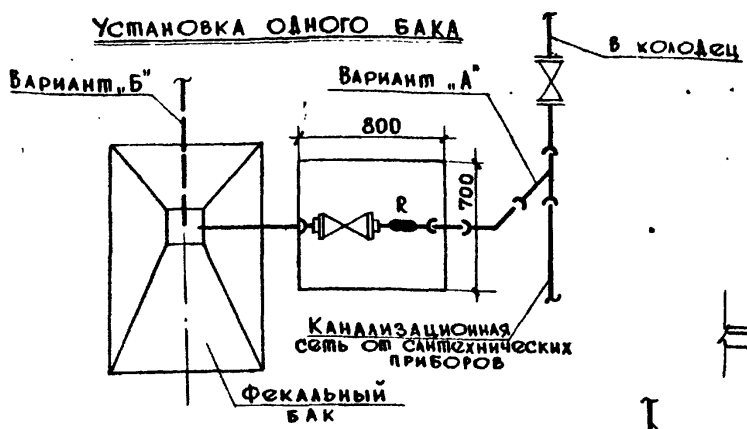 Установка одного бака
в колодец
Вариант „Б"
Вариант „А"
800
700
R
Канализационная
сеть от сантехнических
приборов
Фекальный
бак